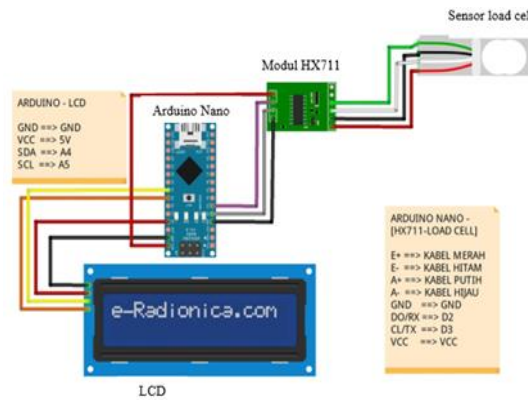 Sensor load cel
Modul HX711
Arduino Nano
ARDUINO - LCD
GND ==> GND
VCC ==> 5V
SDA ==> A4
SCL ==> A5
ARDUINO NANO -
[HX711-LOAD CELL]
E+ ==> KABEL MERAH
E- ==> KABEL HITAM
A+ ==> KABEL PUTIH
A- ==> KABEL HIJAU
GND ==> GND
DO/RX ==> D2
CL/TX ==> D3
VCC ==> VCC
e-Radionica.com
LCD